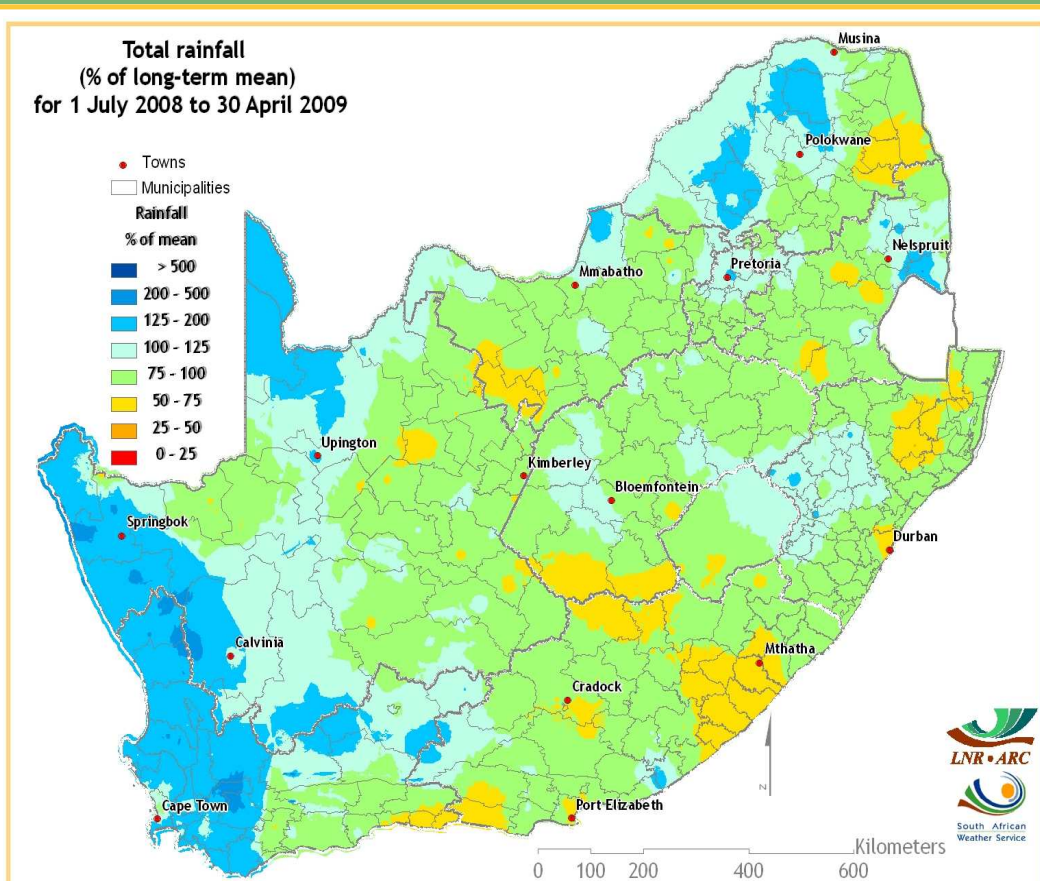 Total rainfall
(% of long-term mean)
for 1 July 2008 to 30 April 2009
Towns
Municipalities
Rainfall
% of mean
> 500
200 - 500
125 - 200
100 - 125
75 - 100
50 - 75
25 - 50
0 - 25
Musina
Polokwane
Nelspruit
Pretoria
Mmabatho
Upington
Kimberley
Bloemfontein
Springbok
Durban
Calvinia
Mthatha
Cradock
Cape Town
Port Elizabeth
N
Kilometers
0 100 200 400 600
LNR • ARC
South African
Weather Service